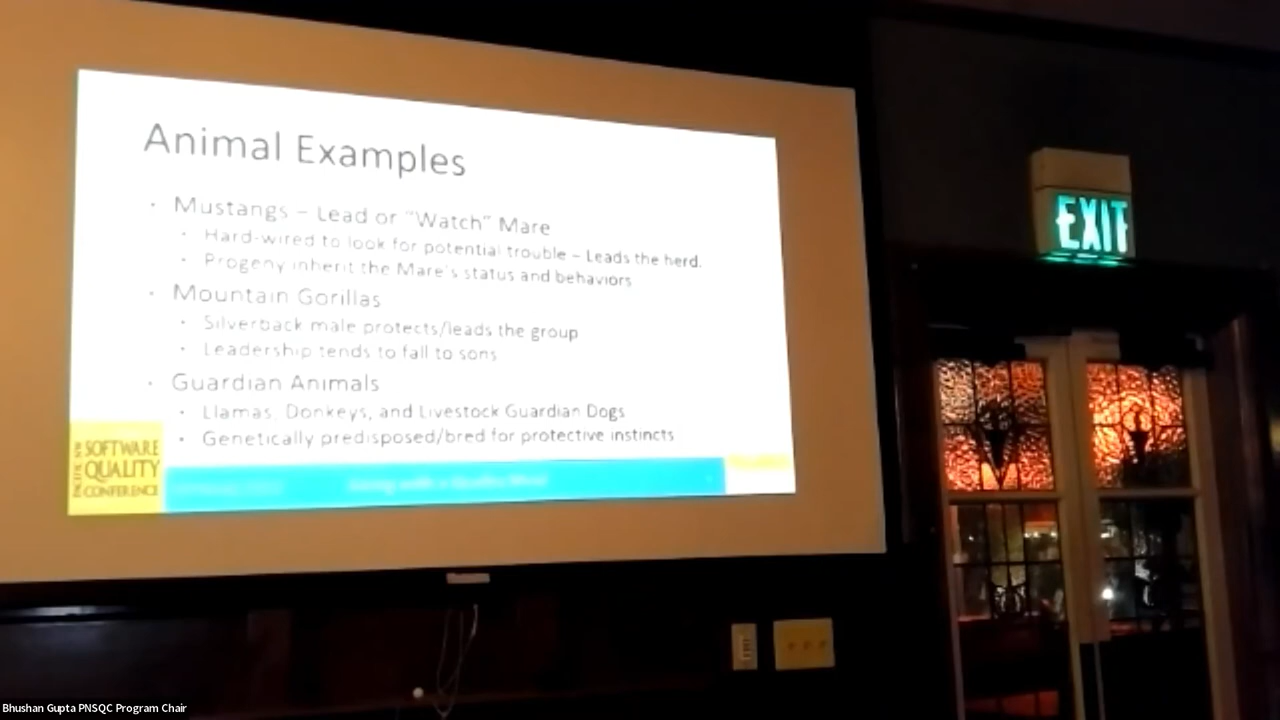 Animal Examples
• Mustangs – Lead or "Watch" Mare
• Hard-wired to look for potential trouble – Leads the herd.
• Progeny inherit the Mare's status and behaviors
• Mountain Gorillas
• Silverback male protects/leads the group
• Leadership tends to fall to sons
• Guardian Animals
• Llamas, Donkeys, and Livestock Guardian Dogs
• Genetically predisposed/bred for protective instincts
PACIFIC NW
SOFTWARE
QUALITY
CONFERENCE
EXIT
Bhushan Gupta PNSQC Program Chair